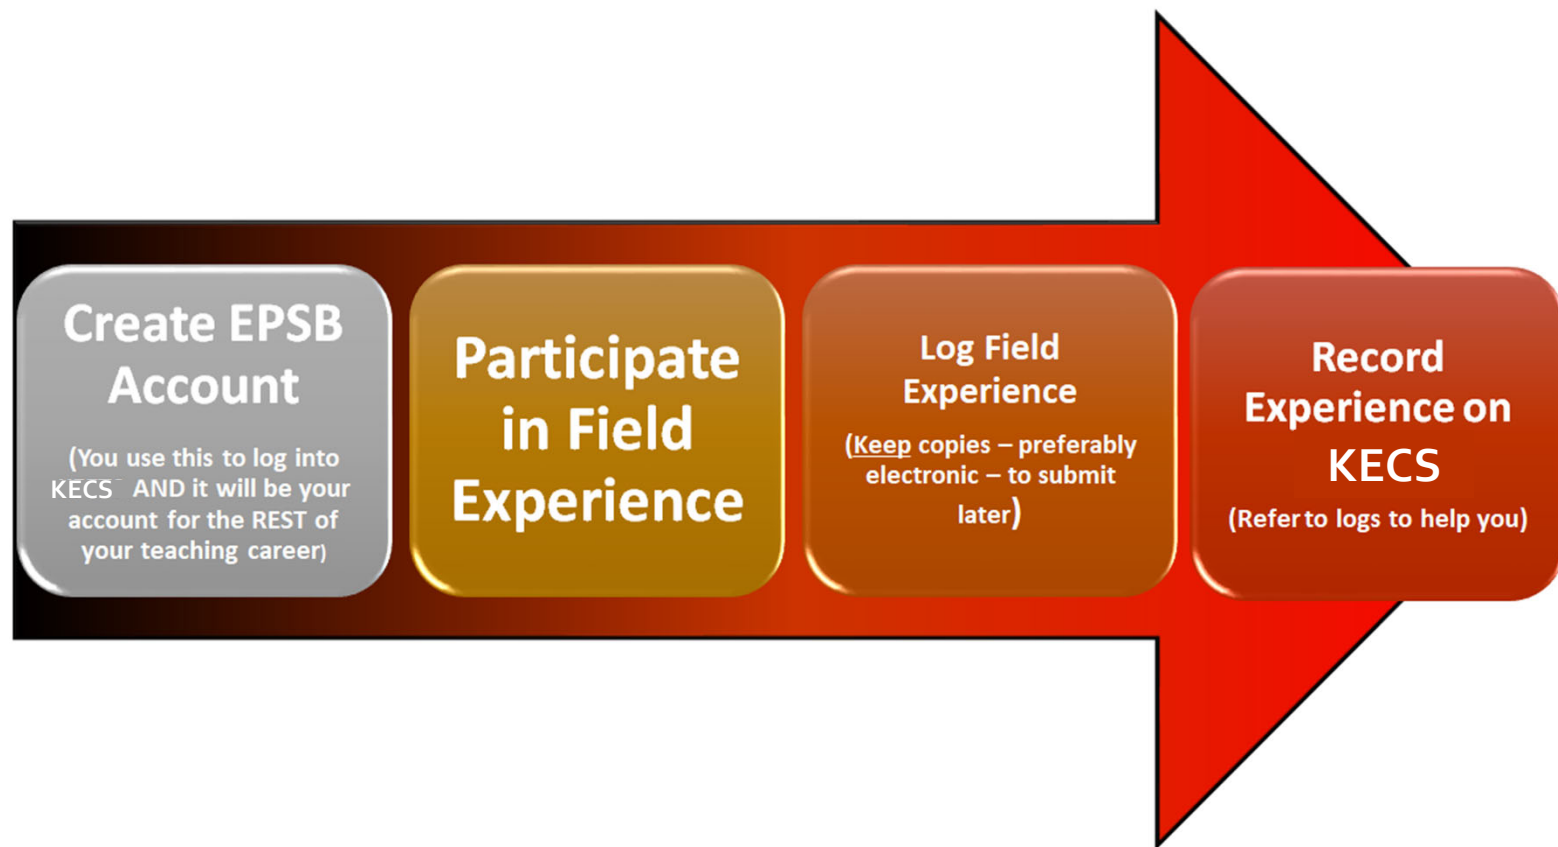 Create EPSB
Account
(You use this to log into
KECS AND it will be your
account for the REST of
your teaching career)
Participate
in Field
Experience
Log Field
Experience
(Keep copies – preferably
electronic – to submit
later)
Record
Experience on
KECS
(Refer to logs to help you)